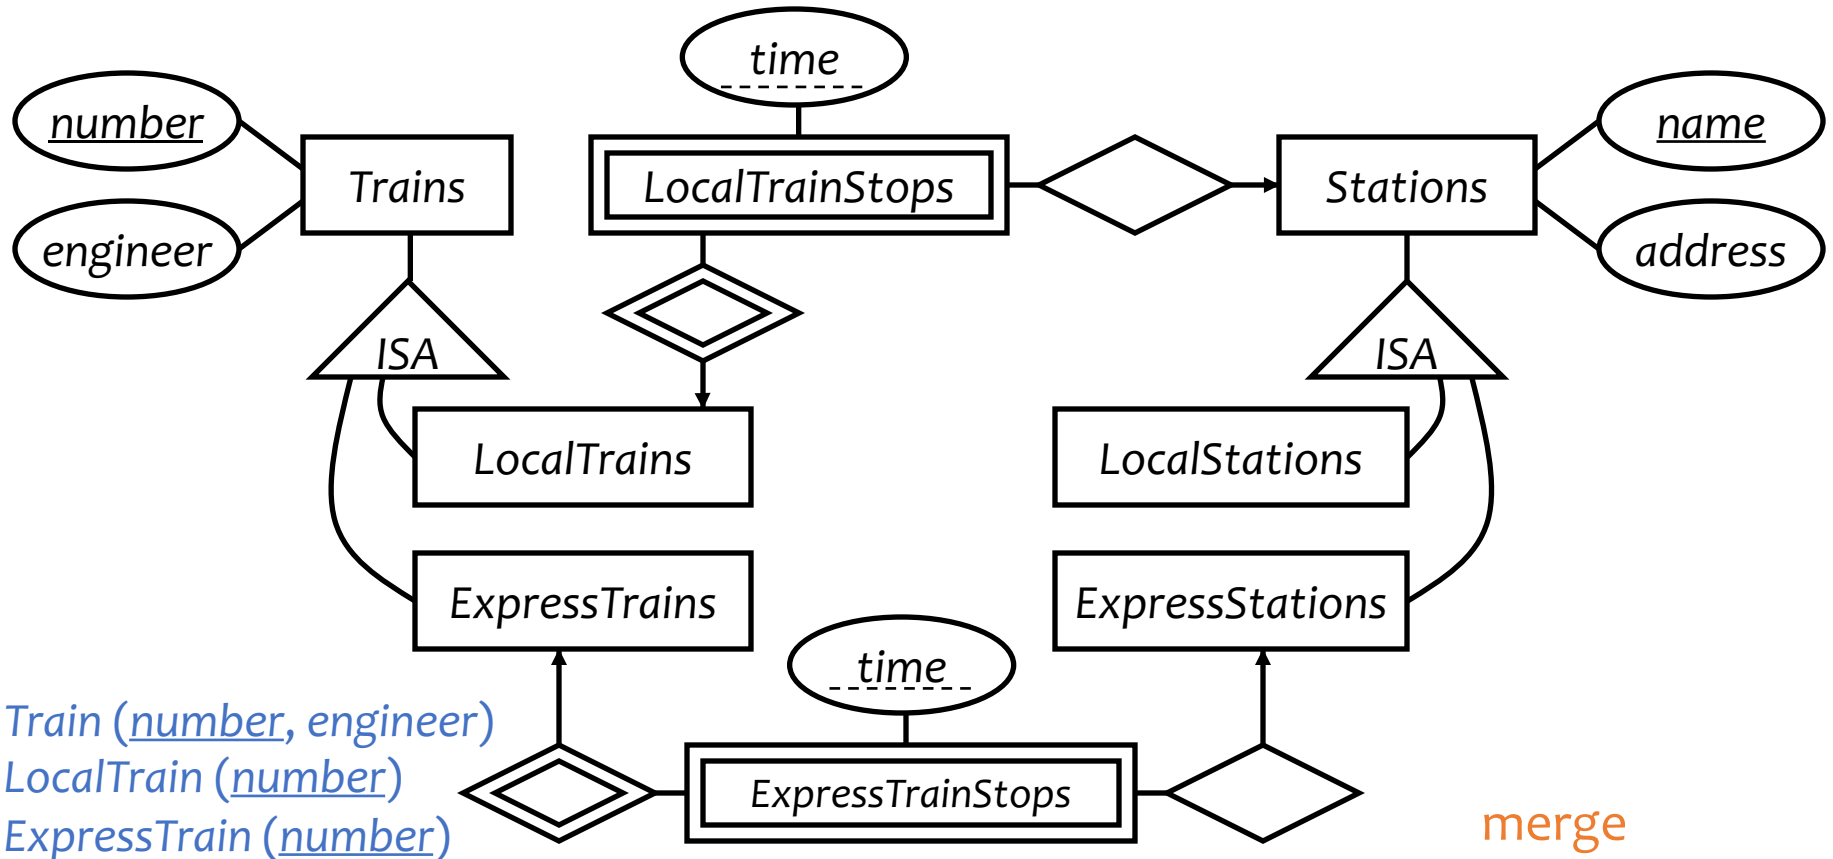 time
number
name
Trains
LocalTrainStops
Stations
engineer
address
ISA
ISA
LocalTrains
LocalStations
ExpressTrains
ExpressStations
time
Train (number, engineer)
LocalTrain (number)
ExpressTrain (number)
ExpressTrainStops
merge